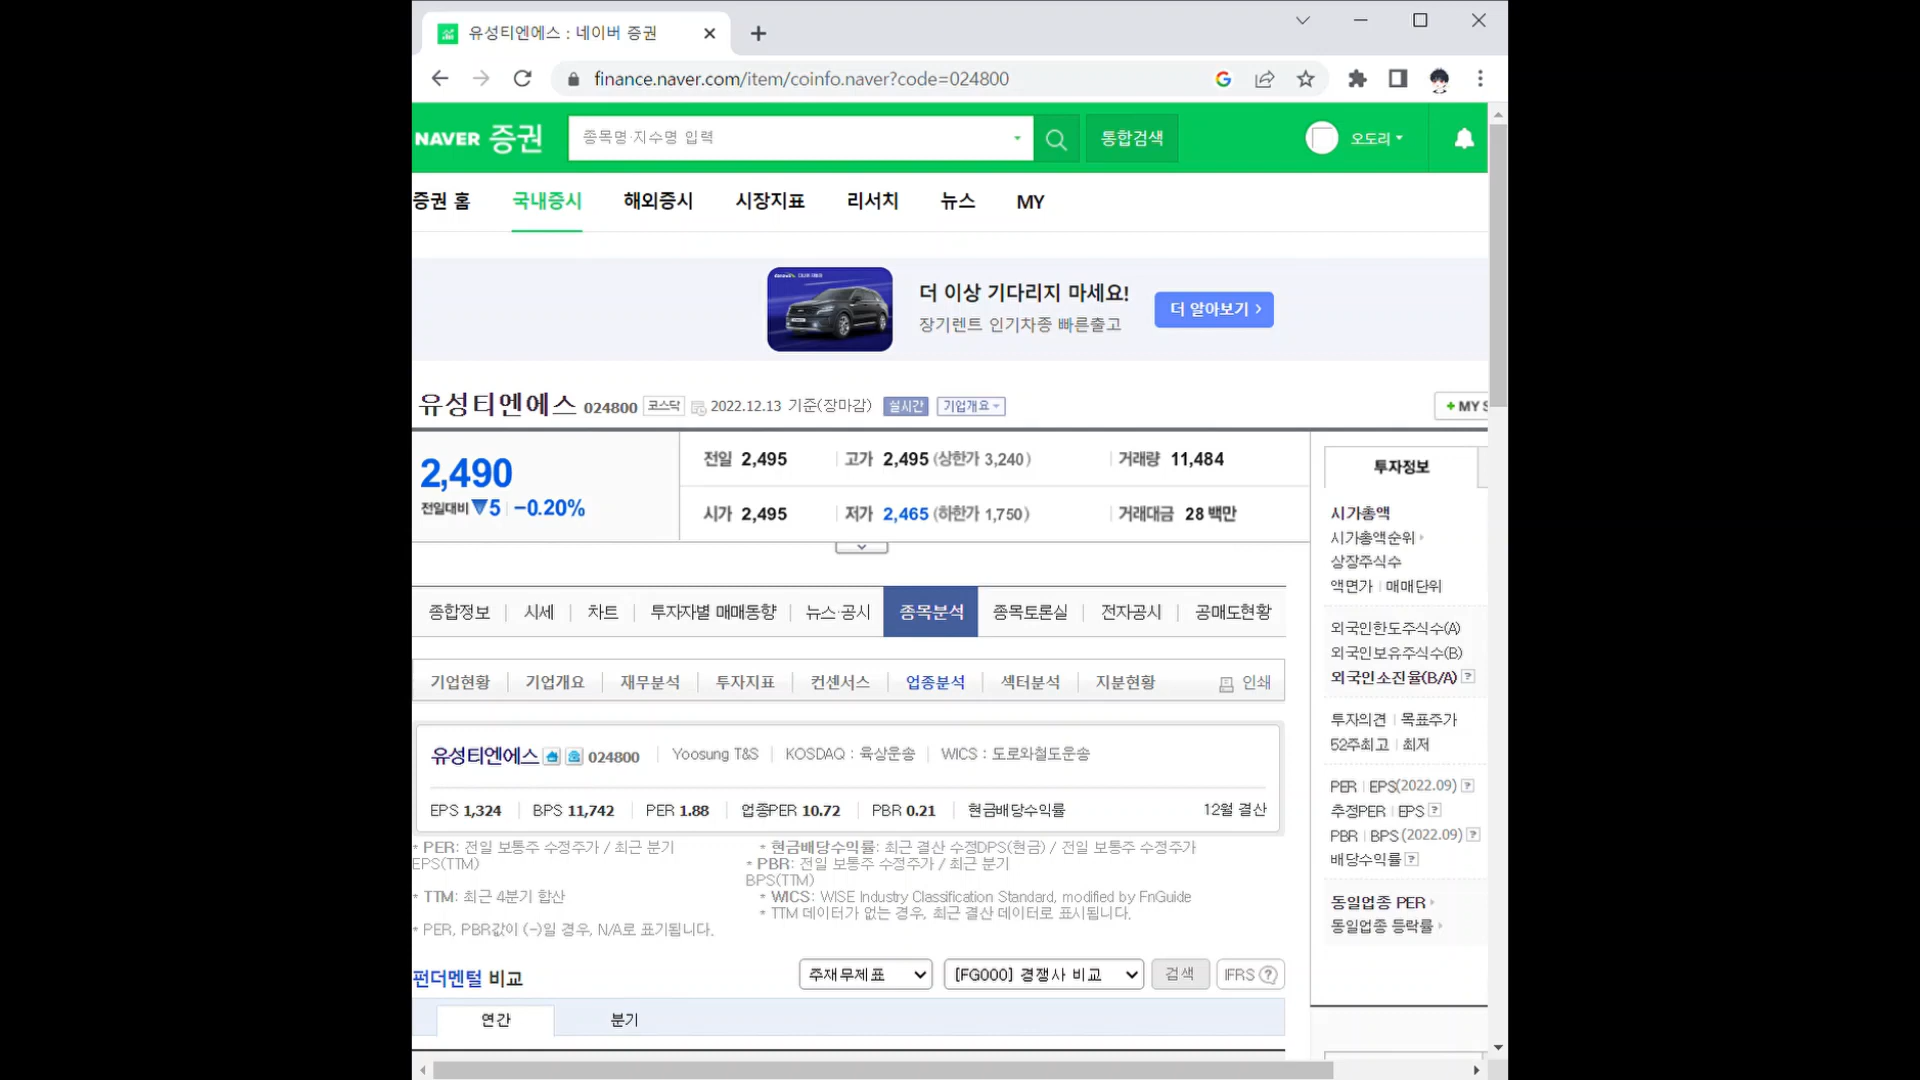 유성티엔에스 : 네이버 증권
finance.naver.com/item/coinfo.naver?code=024800
NAVER 증권 종목명·지수명 입력 통합검색 오도리
증권 홈 국내증시 해외증시 시장지표 리서치 뉴스 MY
더 이상 기다리지 마세요!
장기렌트 인기차종 빠른출고
더 알아보기 >
유성티엔에스 024800 코스닥 2022.12.13 기준(장마감) 실시간 기업개요 + MY S
2,490
전일대비 ▼5 | -0.20%
전일 2,495 고가 2,495 (상한가 3,240) 거래량 11,484
시가 2,495 저가 2,465 (하한가 1,750) 거래대금 28 백만
투자정보
시가총액
시가총액순위
상장주식수
액면가 | 매매단위
외국인한도주식수(A)
외국인보유주식수(B)
외국인소진율(B/A) ?
투자의견 | 목표주가
52주최고 | 최저
PER | EPS(2022.09) ?
추정PER | EPS ?
PBR | BPS(2022.09) ?
배당수익률 ?
동일업종 PER
동일업종 등락률
종합정보 시세 차트 투자자별 매매동향 뉴스·공시 종목분석 종목토론실 전자공시 공매도현황
기업현황 기업개요 재무분석 투자지표 컨센서스 업종분석 섹터분석 지분현황 인쇄
유성티엔에스 024800 Yoosung T&S KOSDAQ : 육상운송 WICS : 도로와철도운송
EPS 1,324 BPS 11,742 PER 1.88 업종PER 10.72 PBR 0.21 현금배당수익률 12월 결산
* PER: 전일 보통주 수정주가 / 최근 분기
EPS(TTM)
* 현금배당수익률: 최근 결산 수정DPS(현금) / 전일 보통주 수정주가
* PBR: 전일 보통주 수정주가 / 최근 분기
BPS(TTM)
* TTM: 최근 4분기 합산
* WICS: WISE Industry Classification Standard, modified by FnGuide
* TTM 데이터가 없는 경우, 최근 결산 데이터로 표시됩니다.
* PER, PBR값이 (-)일 경우, N/A로 표기됩니다.
펀더멘털 비교 주재무제표 [FG000] 경쟁사 비교 검색 IFRS ?
연간 분기